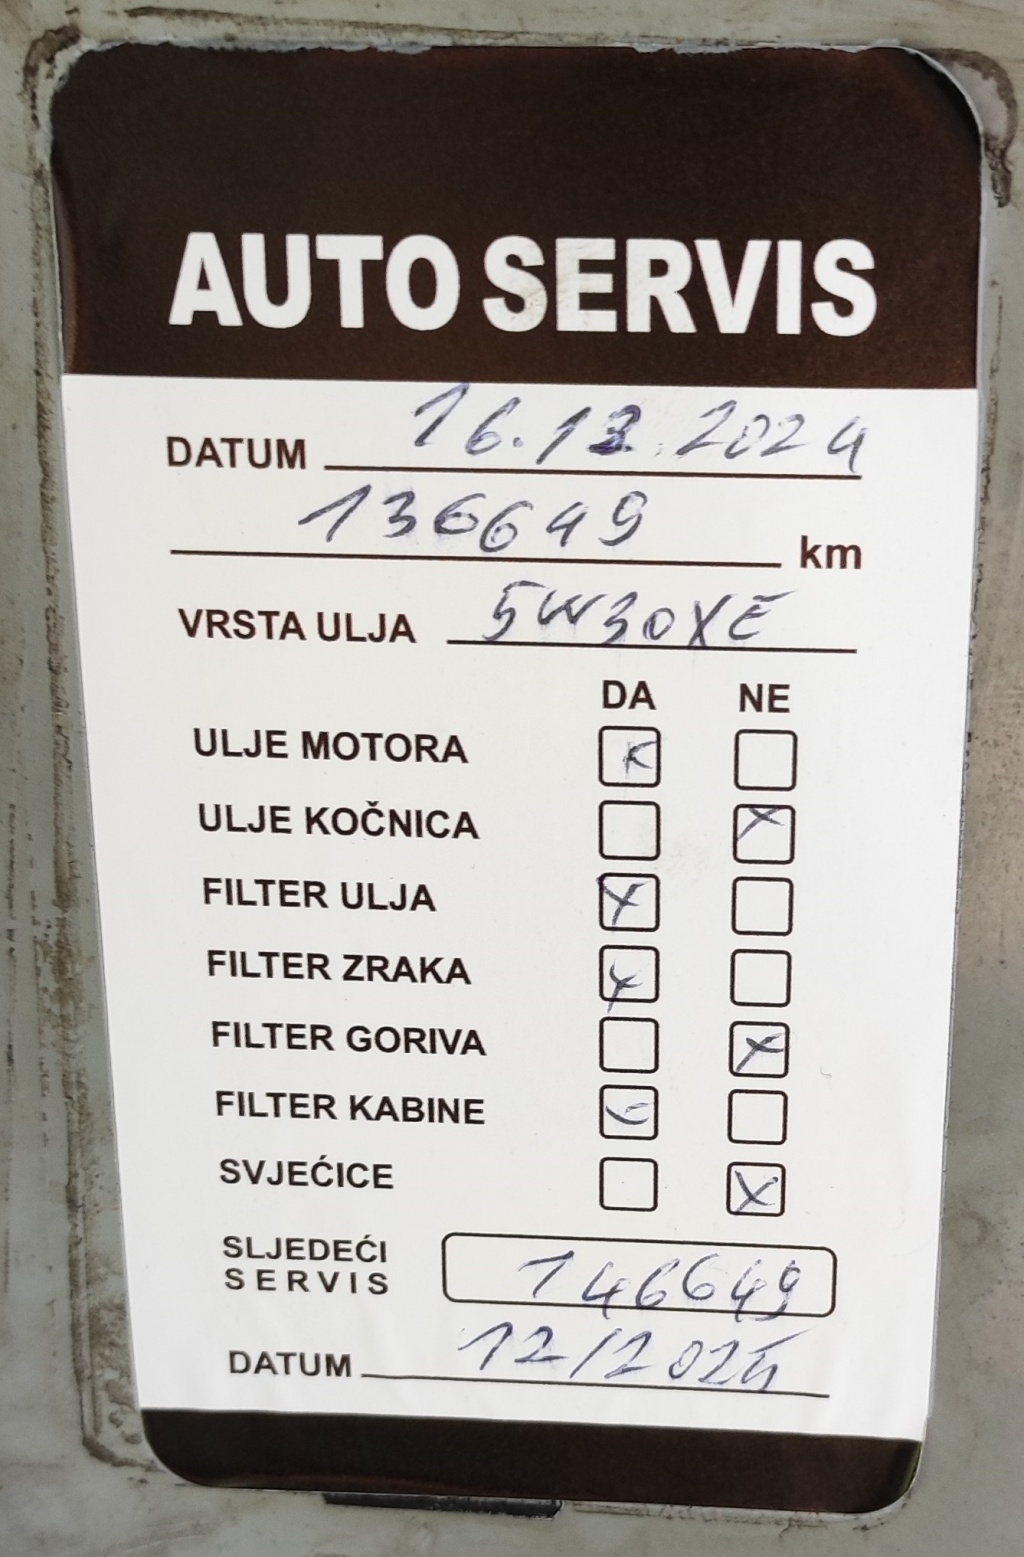 AUTO SERVIS
DATUM 16.12.2024
136649 km
VRSTA ULJA 5W30XE
DA NE
ULJE MOTORA
ULJE KOČNICA X
FILTER ULJA X
FILTER ZRAKA X
FILTER GORIVA X
FILTER KABINE
SVJEĆICE X
SLJEDEĆI 146649
SERVIS
DATUM 12/2025